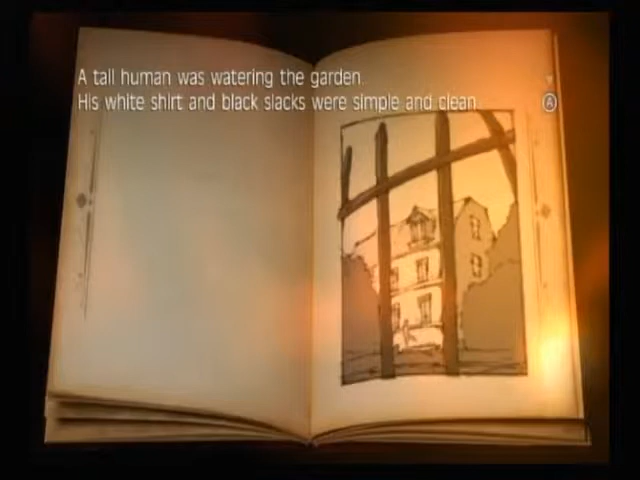 A tall human was watering the garden.
His white shirt and black slacks were simple and clean.
A